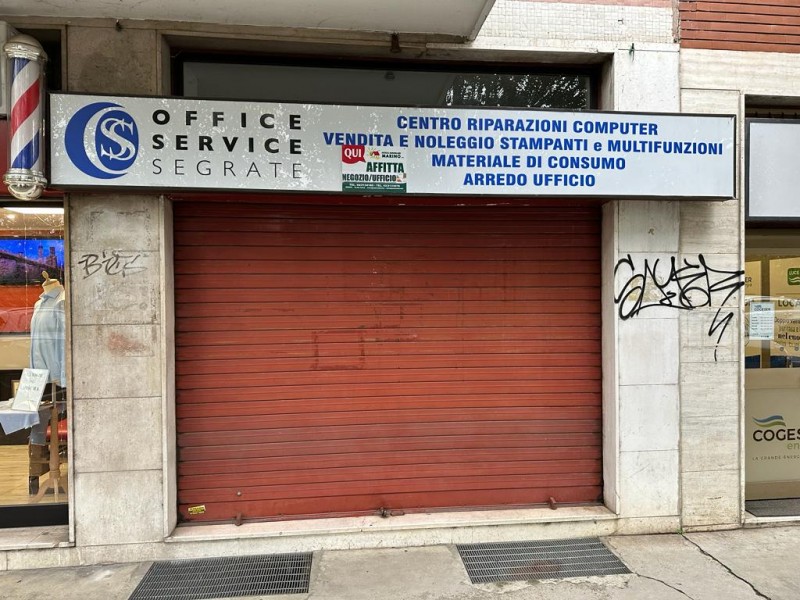 OFFICE
SERVICE
SEGRATE
CENTRO RIPARAZIONI COMPUTER
VENDITA E NOLEGGIO STAMPANTI e MULTIFUNZIONI
MATERIALE DI CONSUMO
ARREDO UFFICIO
QUI
AFFITTA
NEGOZIO/UFFICIO
COGES